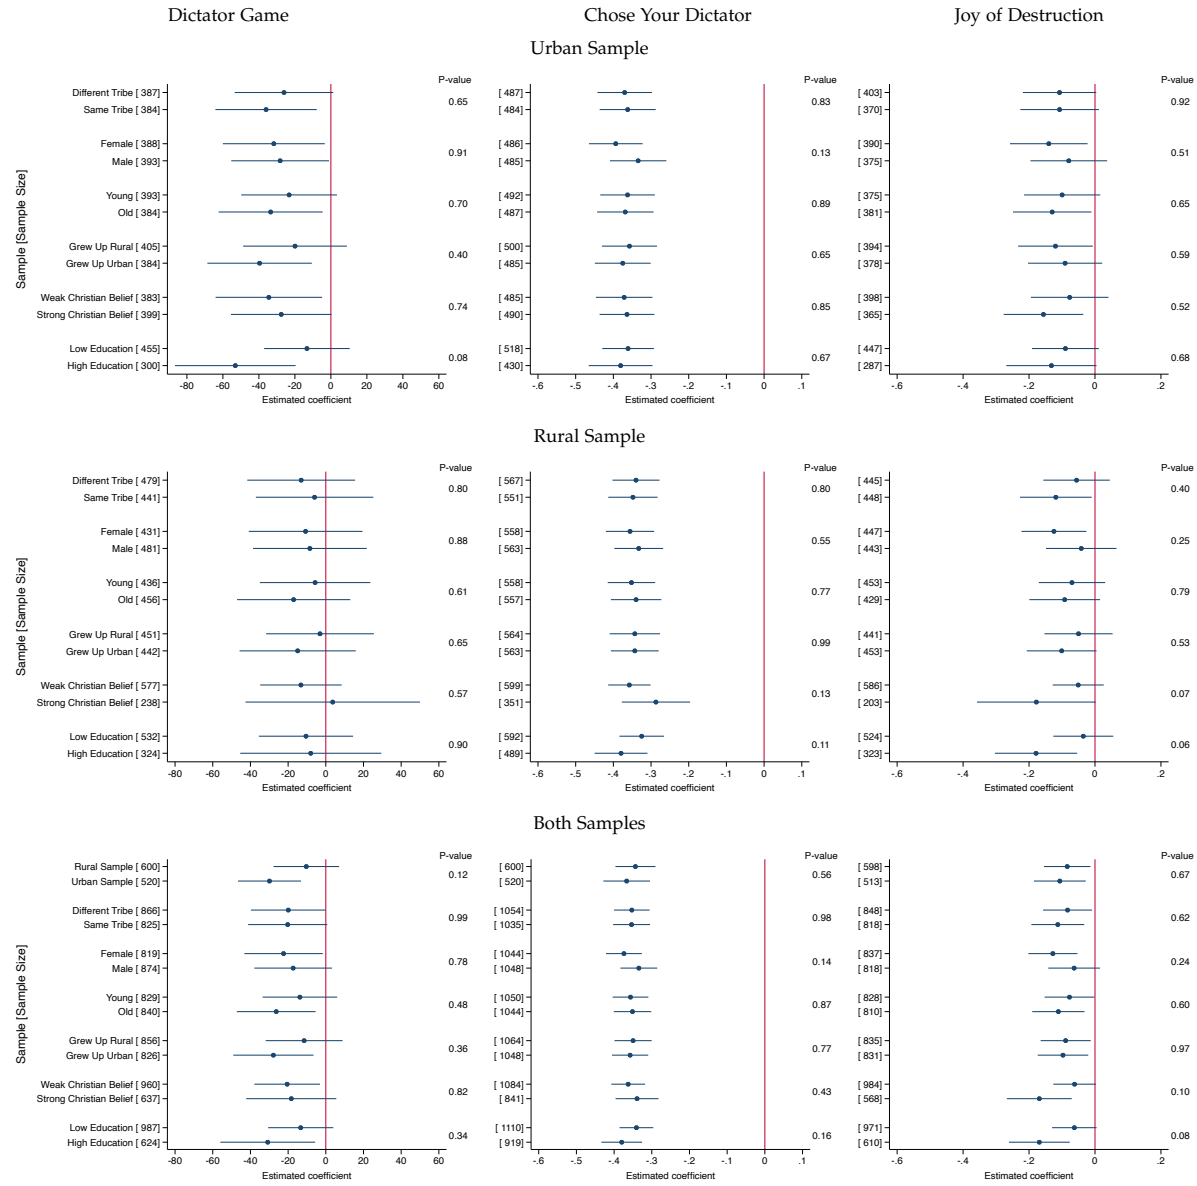 Dictator Game Chose Your Dictator Joy of Destruction
Urban Sample
P-value P-value P-value
Different Tribe [ 387] [ 487] [ 403]
0.65 0.83 0.92
Same Tribe [ 384] [ 484] [ 370]
Female [ 388] [ 486] [ 390]
0.91 0.13 0.51
Male [ 393] [ 485] [ 375]
Young [ 393] [ 492] [ 375]
0.70 0.89 0.65
Old [ 384] [ 487] [ 381]
Grew Up Rural [ 405] [ 500] [ 394]
0.40 0.65 0.59
Grew Up Urban [ 384] [ 485] [ 378]
Weak Christian Belief [ 383] [ 485] [ 398]
0.74 0.85 0.52
Strong Christian Belief [ 399] [ 490] [ 365]
Low Education [ 455] [ 518] [ 447]
0.08 0.67 0.68
High Education [ 300] [ 430] [ 287]
Sample [Sample Size]
-80 -60 -40 -20 0 20 40 60 -.6 -.5 -.4 -.3 -.2 -.1 0 .1 -.6 -.4 -.2 0 .2
Estimated coefficient Estimated coefficient Estimated coefficient
Rural Sample
P-value P-value P-value
Different Tribe [ 479] [ 567] [ 445]
0.80 0.80 0.40
Same Tribe [ 441] [ 551] [ 448]
Female [ 431] [ 558] [ 447]
0.88 0.55 0.25
Male [ 481] [ 563] [ 443]
Young [ 436] [ 558] [ 453]
0.61 0.77 0.79
Old [ 456] [ 557] [ 429]
Grew Up Rural [ 451] [ 564] [ 441]
0.65 0.99 0.53
Grew Up Urban [ 442] [ 563] [ 453]
Weak Christian Belief [ 577] [ 599] [ 586]
0.57 0.13 0.07
Strong Christian Belief [ 238] [ 351] [ 203]
Low Education [ 532] [ 592] [ 524]
0.90 0.11 0.06
High Education [ 324] [ 489] [ 323]
Sample [Sample Size]
-80 -60 -40 -20 0 20 40 60 -.6 -.5 -.4 -.3 -.2 -.1 0 .1 -.6 -.4 -.2 0 .2
Estimated coefficient Estimated coefficient Estimated coefficient
Both Samples
P-value P-value P-value
Rural Sample [ 600] [ 600] [ 598]
0.12 0.56 0.67
Urban Sample [ 520] [ 520] [ 513]
Different Tribe [ 866] [ 1054] [ 848]
0.99 0.98 0.62
Same Tribe [ 825] [ 1035] [ 818]
Female [ 819] [ 1044] [ 837]
0.78 0.14 0.24
Male [ 874] [ 1048] [ 818]
Young [ 829] [ 1050] [ 828]
0.48 0.87 0.60
Old [ 840] [ 1044] [ 810]
Grew Up Rural [ 856] [ 1064] [ 835]
0.36 0.77 0.97
Grew Up Urban [ 826] [ 1048] [ 831]
Weak Christian Belief [ 960] [ 1084] [ 984]
0.82 0.43 0.10
Strong Christian Belief [ 637] [ 841] [ 568]
Low Education [ 987] [ 1110] [ 971]
0.34 0.16 0.08
High Education [ 624] [ 919] [ 610]
Sample [Sample Size]
-80 -60 -40 -20 0 20 40 60 -.6 -.5 -.4 -.3 -.2 -.1 0 .1 -.6 -.4 -.2 0 .2
Estimated coefficient Estimated coefficient Estimated coefficient